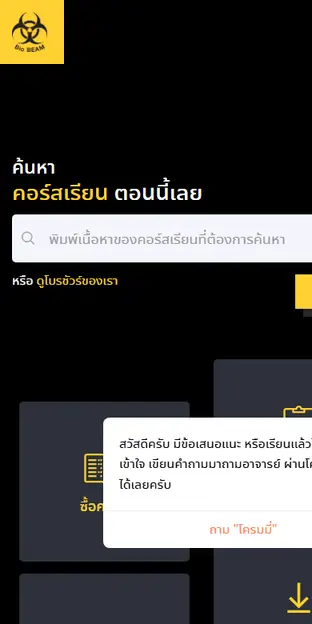 Bio BEAM
ค้นหา
คอร์สเรียน ตอนนี้เลย
พิมพ์เนื้อหาของคอร์สเรียนที่ต้องการค้นหา
หรือ ดูโบรชัวร์ของเรา
สวัสดีครับ มีข้อเสนอแนะ หรือเรียนแล้ว
เข้าใจ เขียนคำถามมาถามอาจารย์ ผ่าน
ได้เลยครับ
ซื้อ
ถาม "โครมมี่"